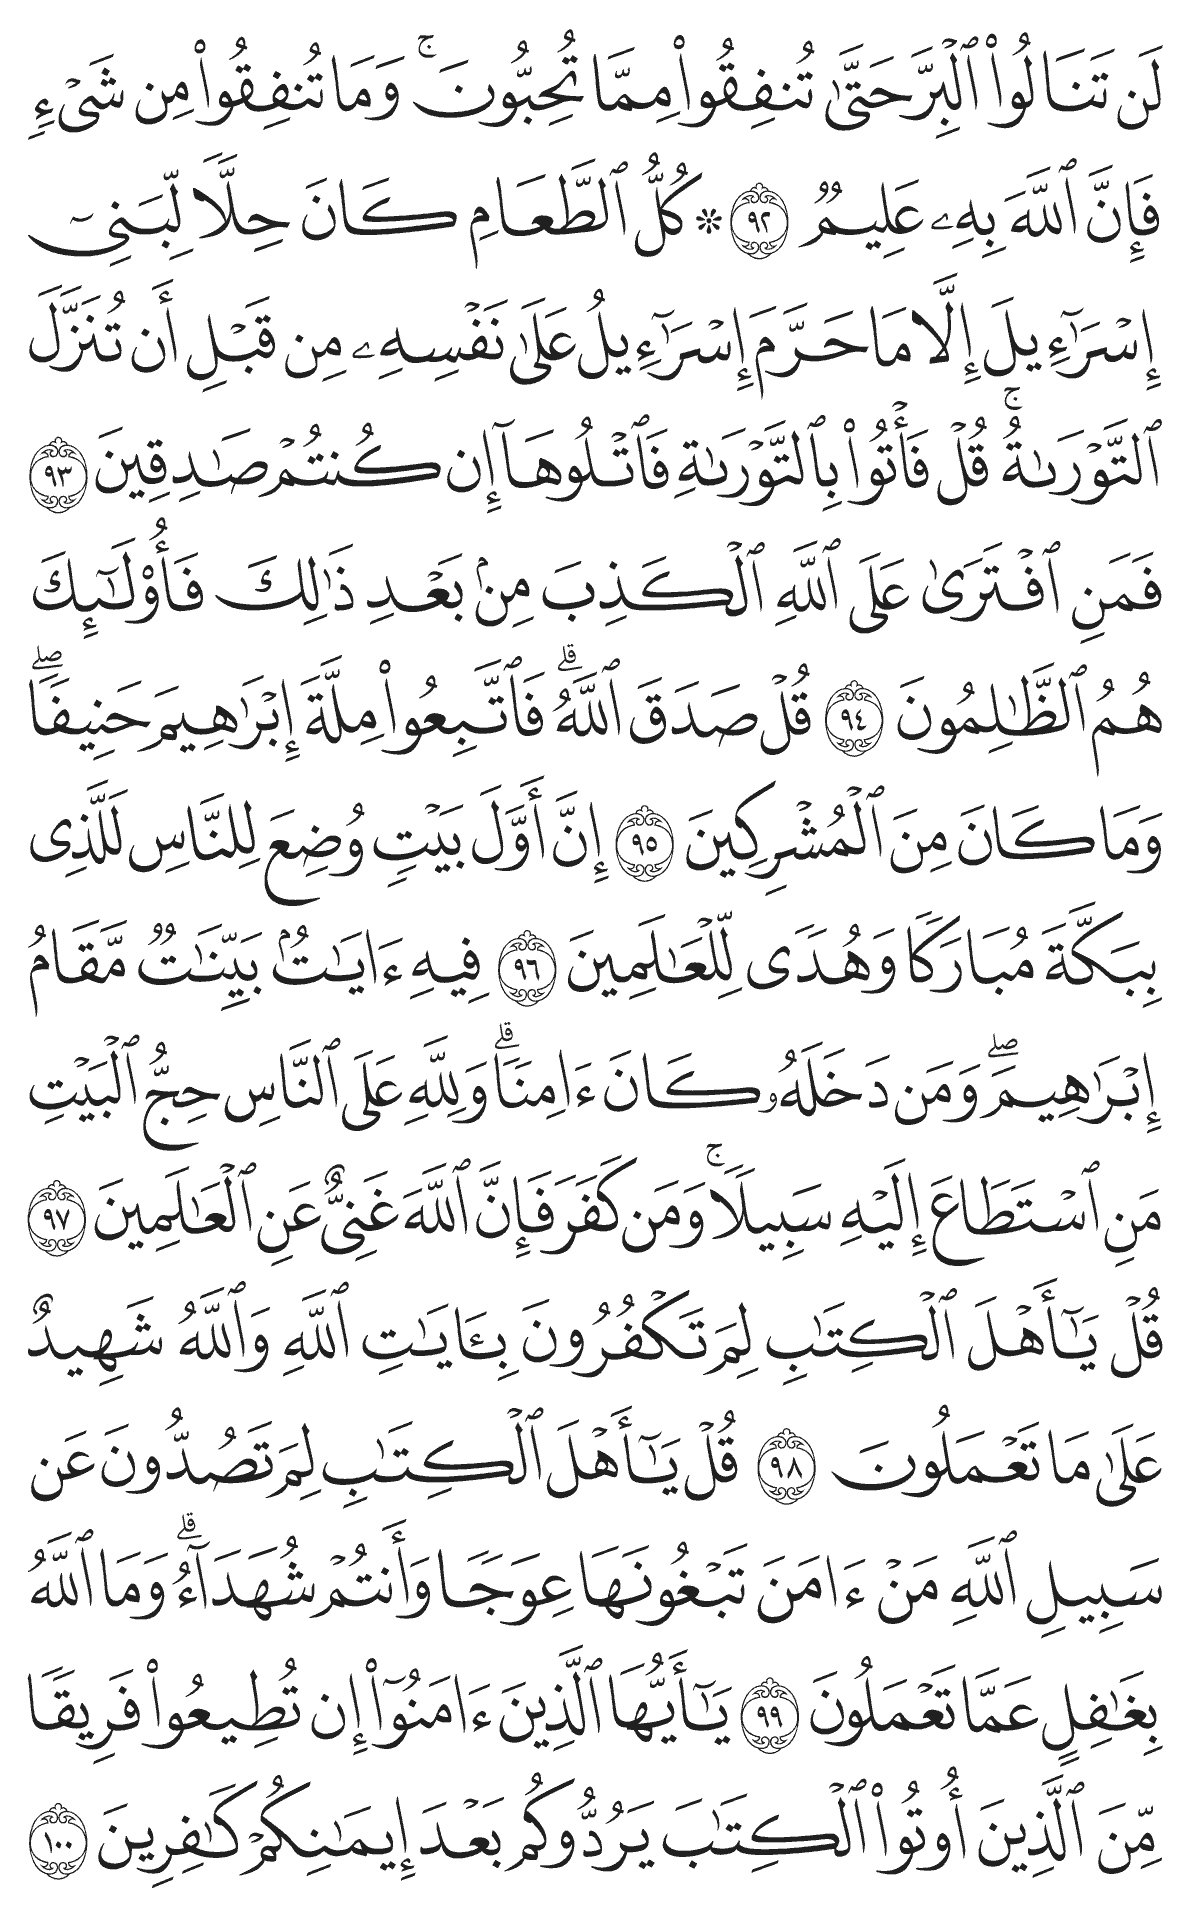 لَن تَنَالُوا۟ ٱلْبِرَّ حَتَّىٰ تُنفِقُوا۟ مِمَّا تُحِبُّونَ ۚ وَمَا تُنفِقُوا۟ مِن شَىْءٍ
فَإِنَّ ٱللَّهَ بِهِۦ عَلِيمٌ ٩٢ ۞ كُلُّ ٱلطَّعَامِ كَانَ حِلًّا لِّبَنِىٓ
إِسْرَٰٓءِيلَ إِلَّا مَا حَرَّمَ إِسْرَٰٓءِيلُ عَلَىٰ نَفْسِهِۦ مِن قَبْلِ أَن تُنَزَّلَ
ٱلتَّوْرَىٰةُ ۗ قُلْ فَأْتُوا۟ بِٱلتَّوْرَىٰةِ فَٱتْلُوهَآ إِن كُنتُمْ صَٰدِقِينَ ٩٣
فَمَنِ ٱفْتَرَىٰ عَلَى ٱللَّهِ ٱلْكَذِبَ مِنۢ بَعْدِ ذَٰلِكَ فَأُو۟لَٰٓئِكَ
هُمُ ٱلظَّٰلِمُونَ ٩٤ قُلْ صَدَقَ ٱللَّهُ ۗ فَٱتَّبِعُوا۟ مِلَّةَ إِبْرَٰهِيمَ حَنِيفًا ۖ
وَمَا كَانَ مِنَ ٱلْمُشْرِكِينَ ٩٥ إِنَّ أَوَّلَ بَيْتٍ وُضِعَ لِلنَّاسِ لَلَّذِى
بِبَكَّةَ مُبَارَكًا وَهُدًى لِّلْعَٰلَمِينَ ٩٦ فِيهِ ءَايَٰتٌۢ بَيِّنَٰتٌ مَّقَامُ
إِبْرَٰهِيمَ ۖ وَمَن دَخَلَهُۥ كَانَ ءَامِنًا ۗ وَلِلَّهِ عَلَى ٱلنَّاسِ حِجُّ ٱلْبَيْتِ
مَنِ ٱسْتَطَاعَ إِلَيْهِ سَبِيلًا ۚ وَمَن كَفَرَ فَإِنَّ ٱللَّهَ غَنِىٌّ عَنِ ٱلْعَٰلَمِينَ ٩٧
قُلْ يَٰٓأَهْلَ ٱلْكِتَٰبِ لِمَ تَكْفُرُونَ بِـَٔايَٰتِ ٱللَّهِ وَٱللَّهُ شَهِيدٌ
عَلَىٰ مَا تَعْمَلُونَ ٩٨ قُلْ يَٰٓأَهْلَ ٱلْكِتَٰبِ لِمَ تَصُدُّونَ عَن
سَبِيلِ ٱللَّهِ مَنْ ءَامَنَ تَبْغُونَهَا عِوَجًا وَأَنتُمْ شُهَدَآءُ ۗ وَمَا ٱللَّهُ
بِغَٰفِلٍ عَمَّا تَعْمَلُونَ ٩٩ يَٰٓأَيُّهَا ٱلَّذِينَ ءَامَنُوٓا۟ إِن تُطِيعُوا۟ فَرِيقًا
مِّنَ ٱلَّذِينَ أُوتُوا۟ ٱلْكِتَٰبَ يَرُدُّوكُم بَعْدَ إِيمَٰنِكُمْ كَٰفِرِينَ ١٠٠